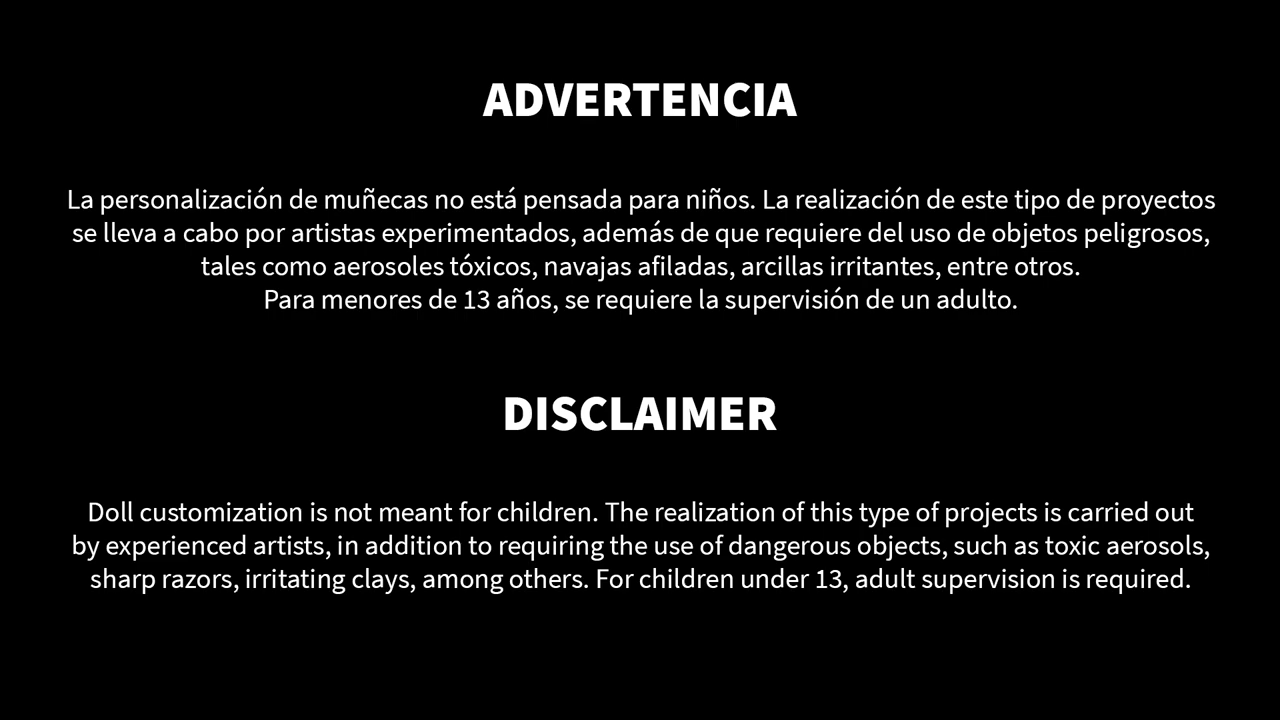 ADVERTENCIA
La personalización de muñecas no está pensada para niños. La realización de este tipo de proyectos
se lleva a cabo por artistas experimentados, además de que requiere del uso de objetos peligrosos,
tales como aerosoles tóxicos, navajas afiladas, arcillas irritantes, entre otros.
Para menores de 13 años, se requiere la supervisión de un adulto.
DISCLAIMER
Doll customization is not meant for children. The realization of this type of projects is carried out
by experienced artists, in addition to requiring the use of dangerous objects, such as toxic aerosols,
sharp razors, irritating clays, among others. For children under 13, adult supervision is required.